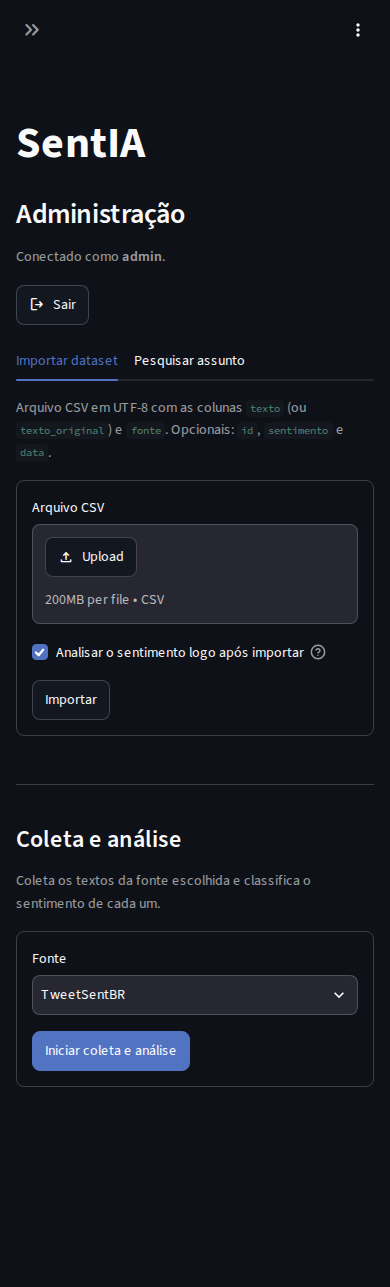 SentIA
Administração
Conectado como admin.
Sair
Importar dataset Pesquisar assunto
Arquivo CSV em UTF-8 com as colunas texto (ou
texto_original) e fonte. Opcionais: id, sentimento e
data.
Arquivo CSV
Upload
200MB per file • CSV
Analisar o sentimento logo após importar
Importar
Coleta e análise
Coleta os textos da fonte escolhida e classifica o
sentimento de cada um.
Fonte
TweetSentBR
Iniciar coleta e análise